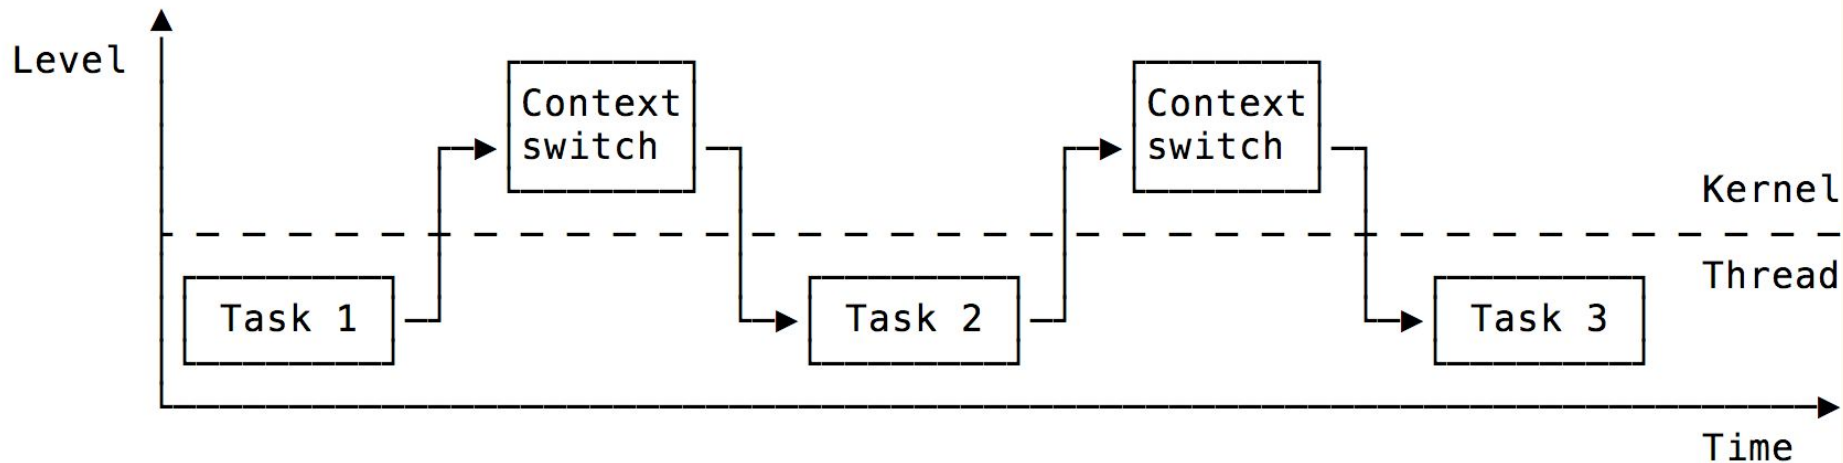 Level
Context
switch
Context
switch
Kernel
Thread
Task 1
Task 2
Task 3
Time